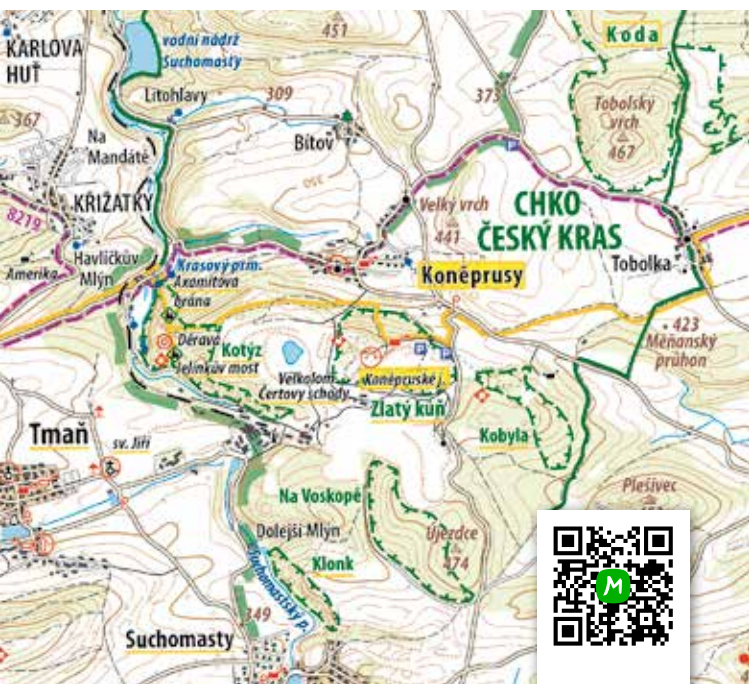 KARLOVA
HUŤ
vodní nádrž
Suchomasty
451
Koda
Litohlavy
309
373
Tobolský
vrch
467
367
Na
Mandátě
Bítov
350
KŘIŽATKY
Velký vrch
441
CHKO
ČESKÝ KRAS
8219
Havlíčkův
Mlýn
Amerika
Krasový prm.
Axamitova
brána
Koněprusy
Tobolka
423
Měňanský
průhon
Děravá
Kotýz
Jelínkův most
Velkolom
Čertovy schody
Koněpruské j.
Zlatý kůň
Kobyla
Tmaň
sv. Jiří
Na Voskopě
Plešivec
Dolejší Mlýn
Újezdce
474
Klonk
Suchomastský p.
349
Suchomasty
M